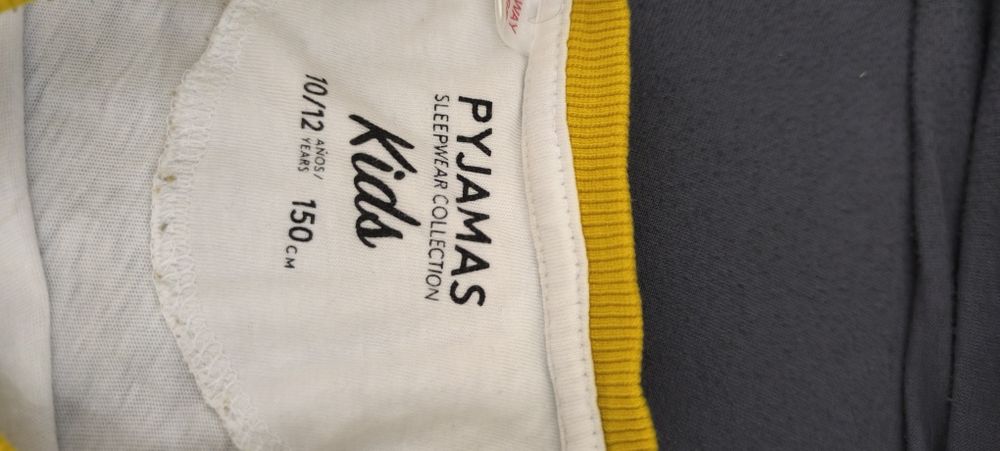 PYJAMAS
SLEEPWEAR COLLECTION
Kids
10/12 AÑOS/
YEARS 150 CM